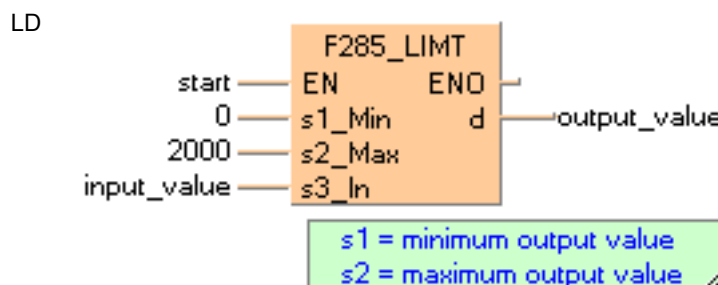 LD
F285_LIMT
start EN ENO
0 s1_Min d output_value
2000 s2_Max
input_value s3_In
s1 = minimum output value
s2 = maximum output value